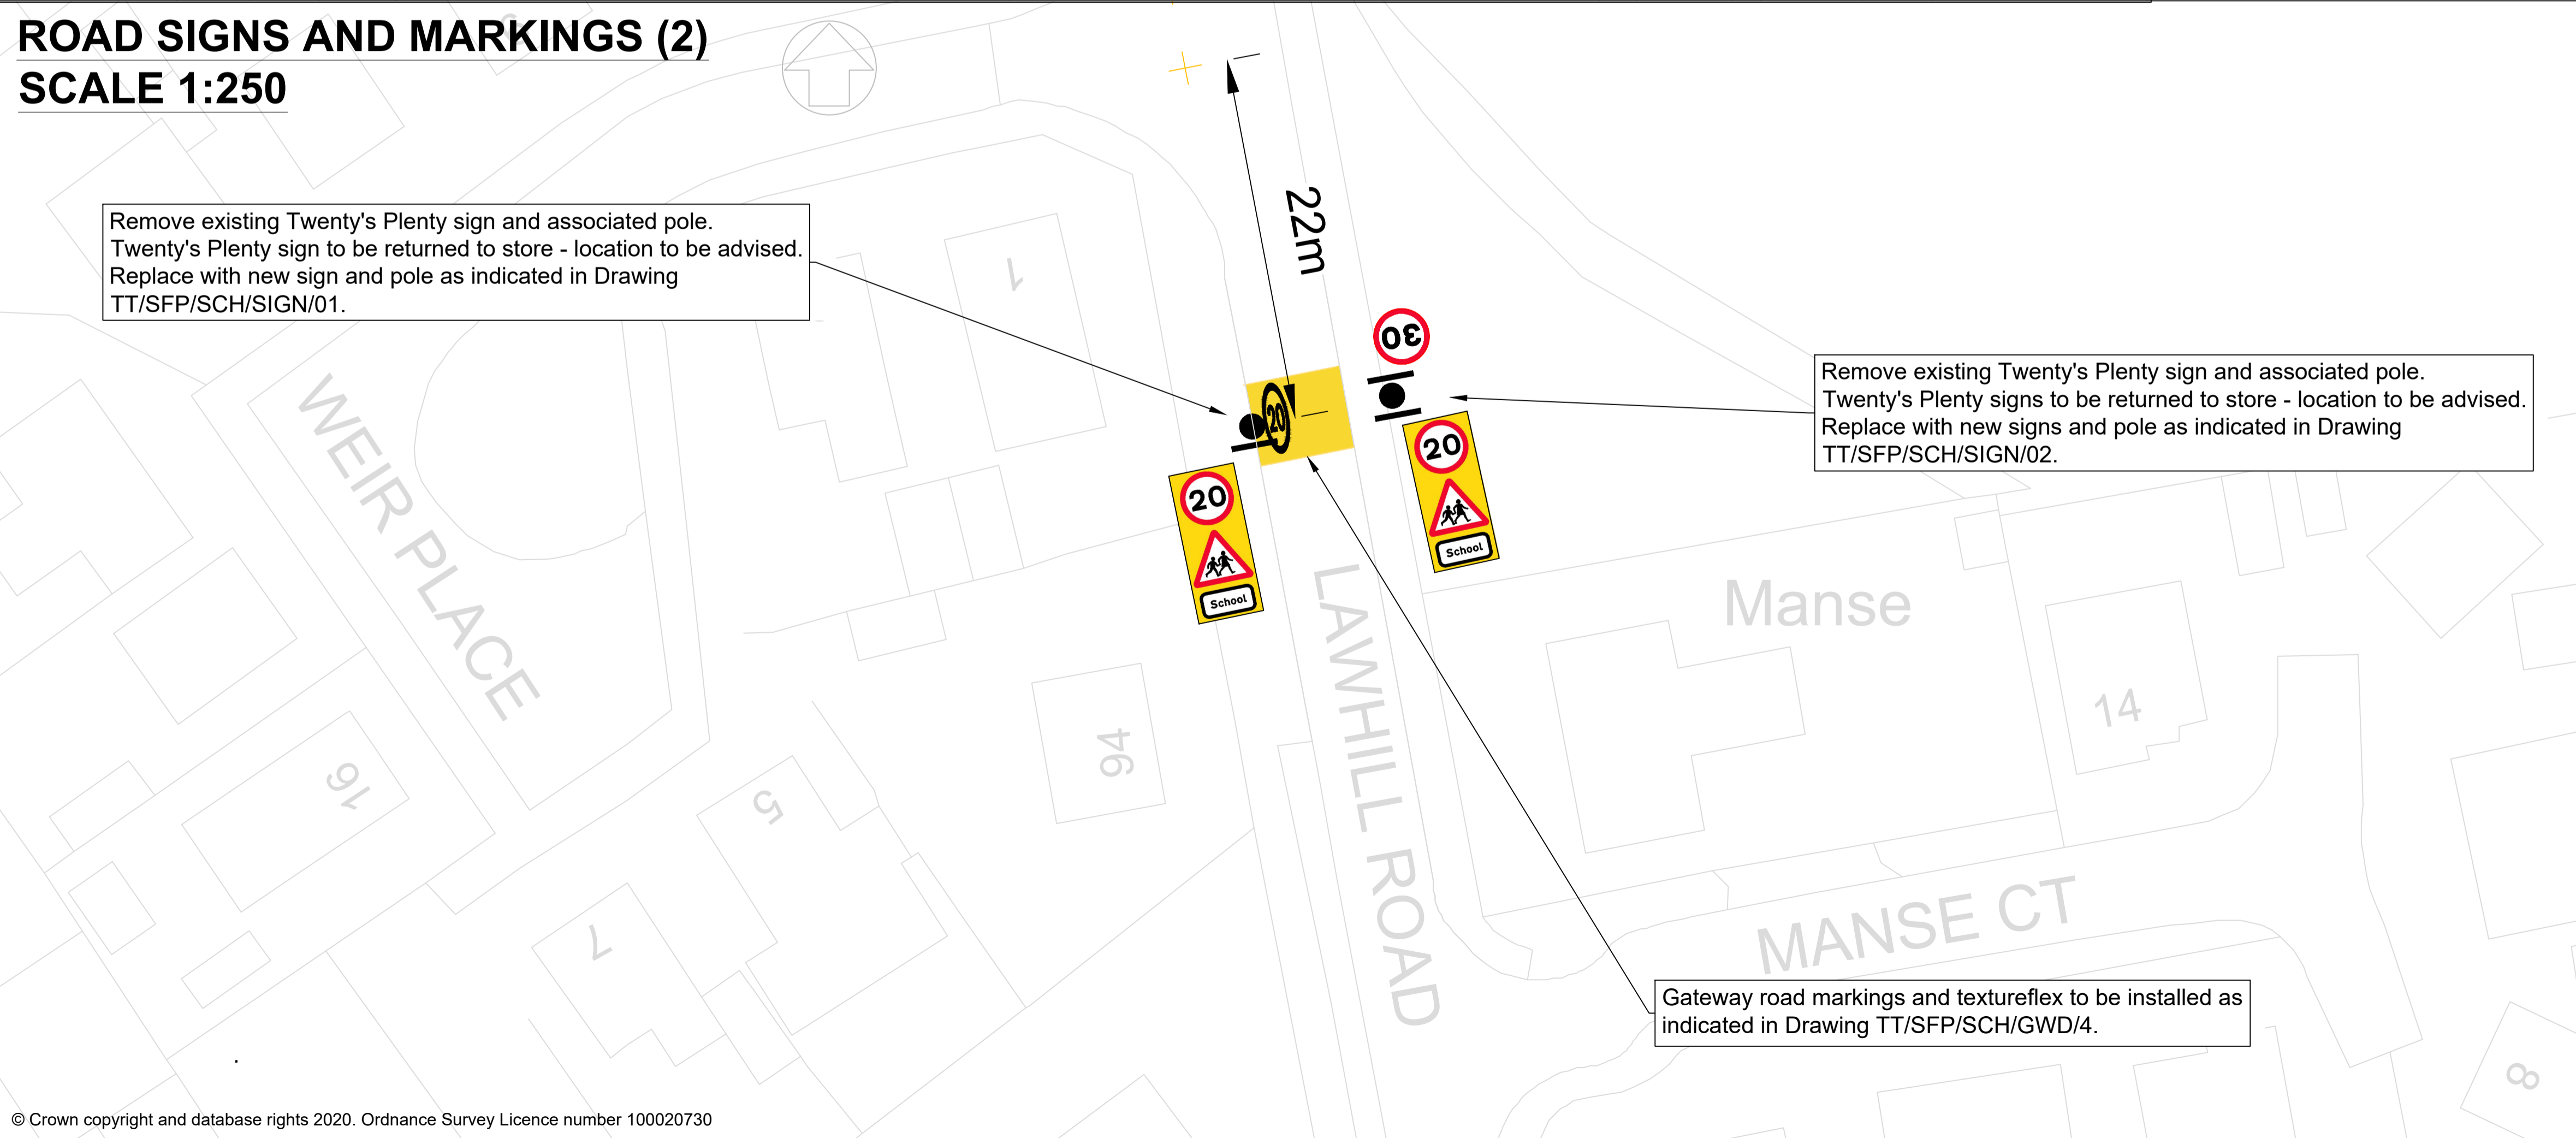 ROAD SIGNS AND MARKINGS (2)
SCALE 1:250
Remove existing Twenty's Plenty sign and associated pole.
Twenty's Plenty sign to be returned to store - location to be advised.
Replace with new sign and pole as indicated in Drawing
TT/SFP/SCH/SIGN/01.
22m
30
20
20
School
20
School
Remove existing Twenty's Plenty sign and associated pole.
Twenty's Plenty signs to be returned to store - location to be advised.
Replace with new signs and pole as indicated in Drawing
TT/SFP/SCH/SIGN/02.
1
WEIR PLACE
LAWHILL ROAD
Manse
14
94
16
5
7
MANSE CT
8
Gateway road markings and textureflex to be installed as
indicated in Drawing TT/SFP/SCH/GWD/4.
© Crown copyright and database rights 2020. Ordnance Survey Licence number 100020730